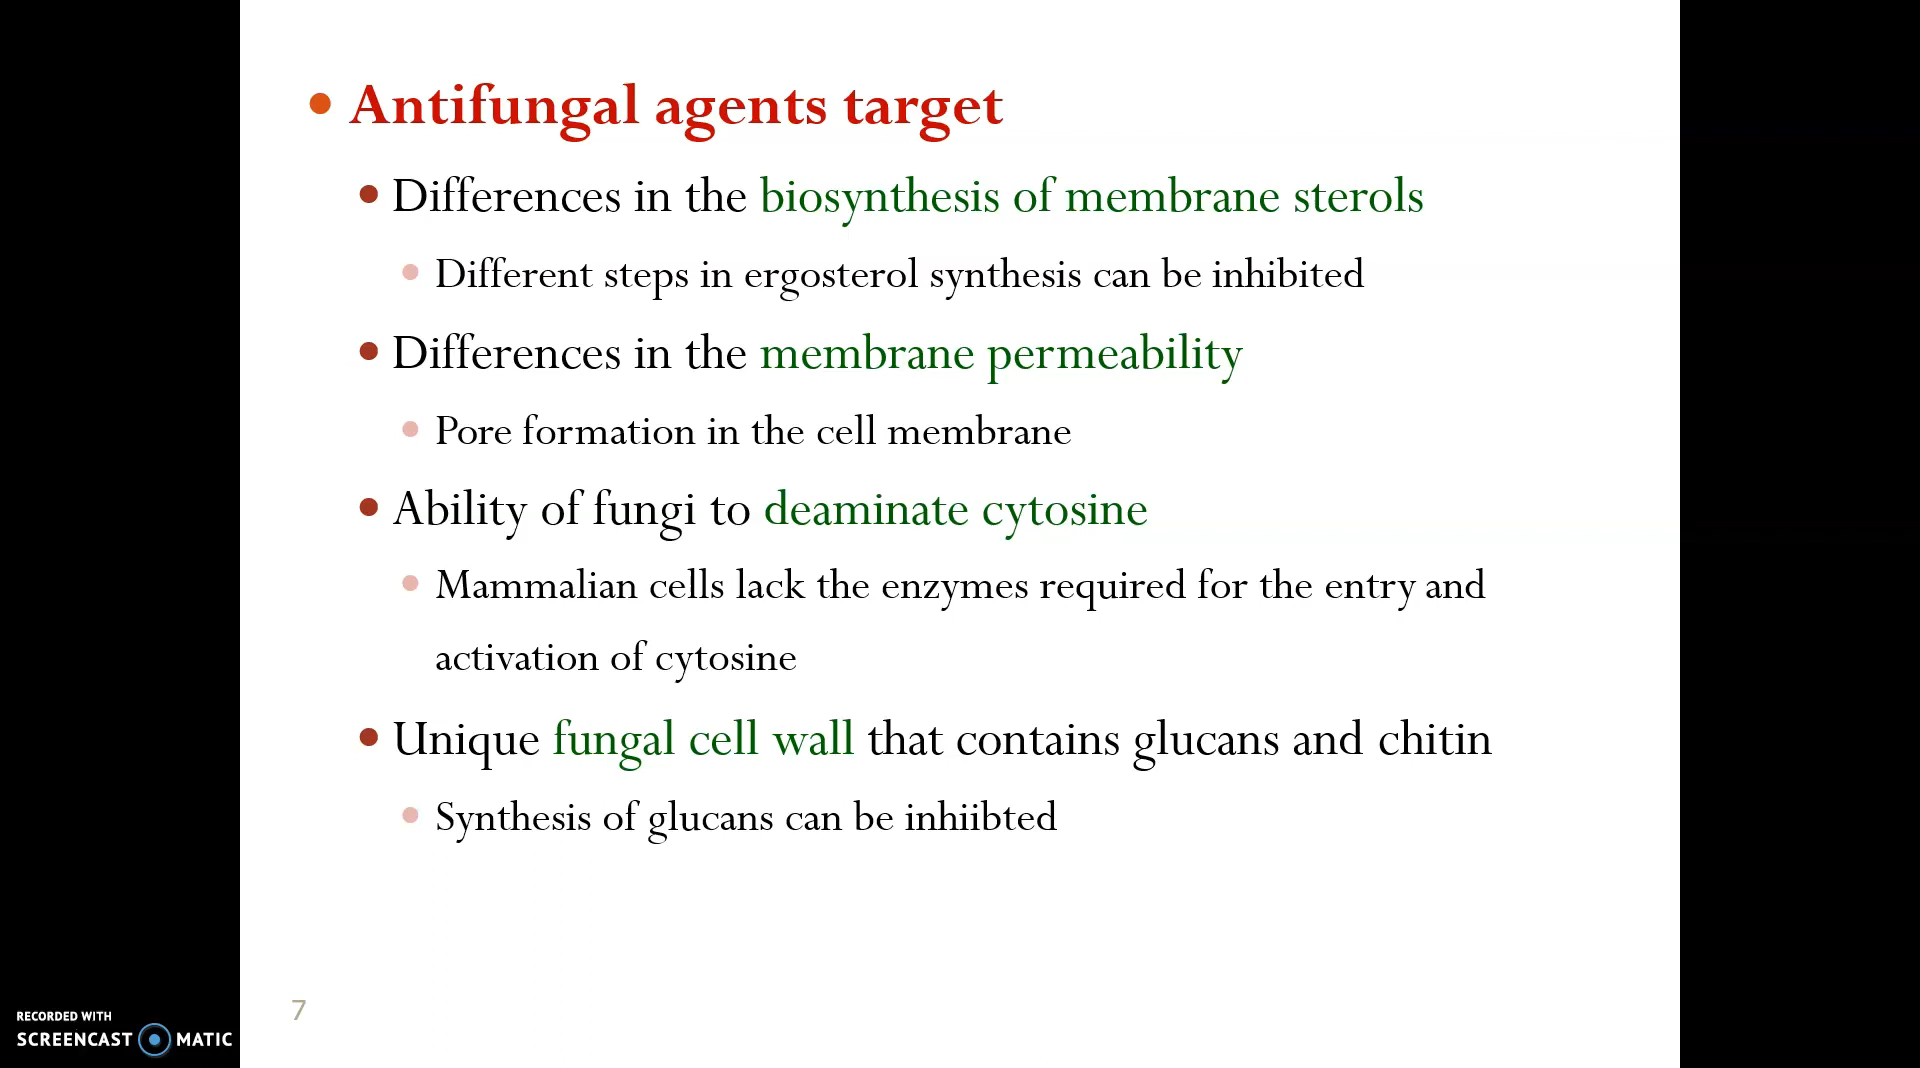 Antifungal agents target
Differences in the biosynthesis of membrane sterols
Different steps in ergosterol synthesis can be inhibited
Differences in the membrane permeability
Pore formation in the cell membrane
Ability of fungi to deaminate cytosine
Mammalian cells lack the enzymes required for the entry and
activation of cytosine
Unique fungal cell wall that contains glucans and chitin
Synthesis of glucans can be inhiibted
7
RECORDED WITH
SCREENCAST MATIC